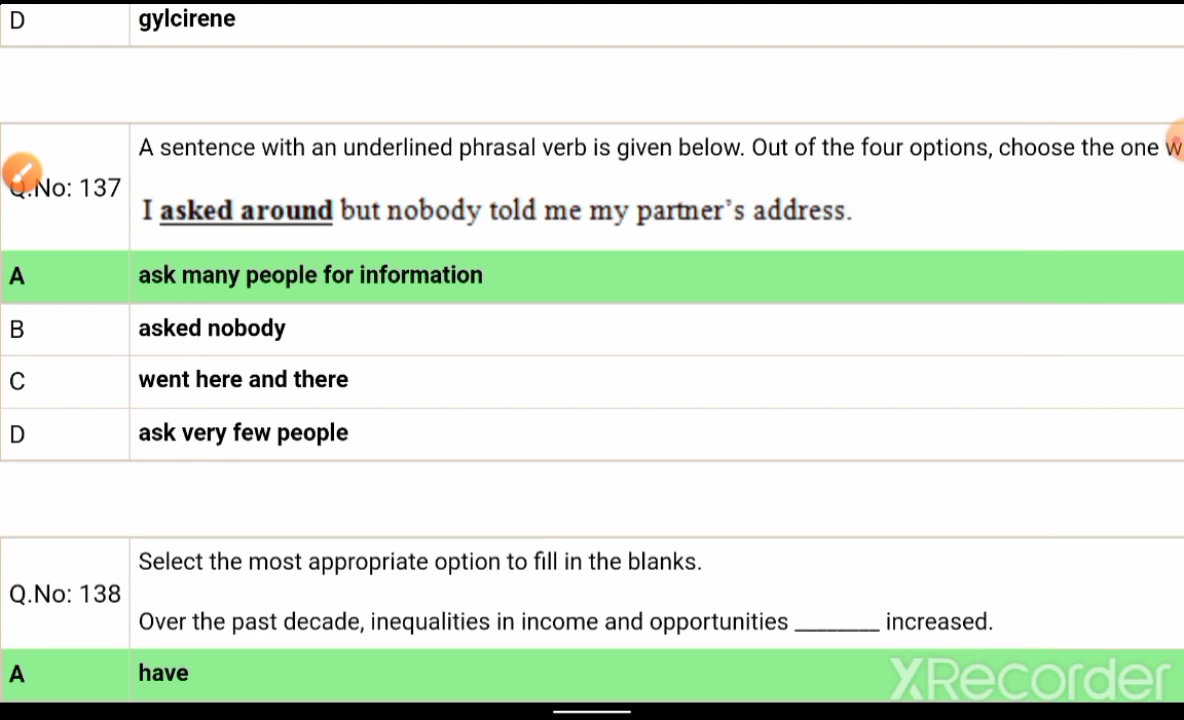 D gylcirene
A sentence with an underlined phrasal verb is given below. Out of the four options, choose the one
Q.No: 137
I asked around but nobody told me my partner's address.
A ask many people for information
B asked nobody
C went here and there
D ask very few people
Select the most appropriate option to fill in the blanks.
Q.No: 138
Over the past decade, inequalities in income and opportunities ________ increased.
A have
XRecorder